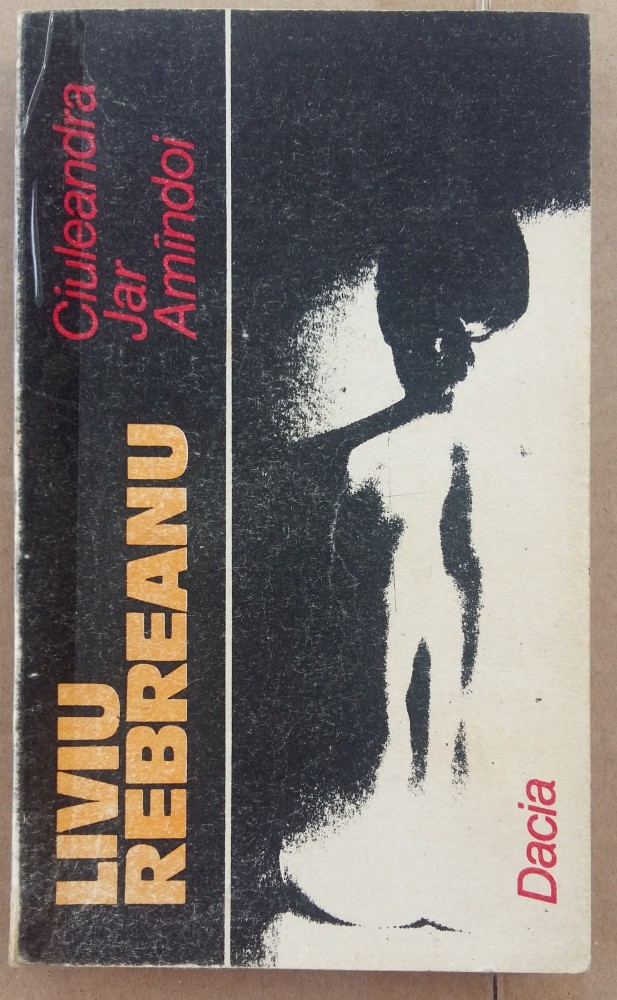 LIVIU
REBREANU
Ciuleandra
Jar
Amîndoi
Dacia